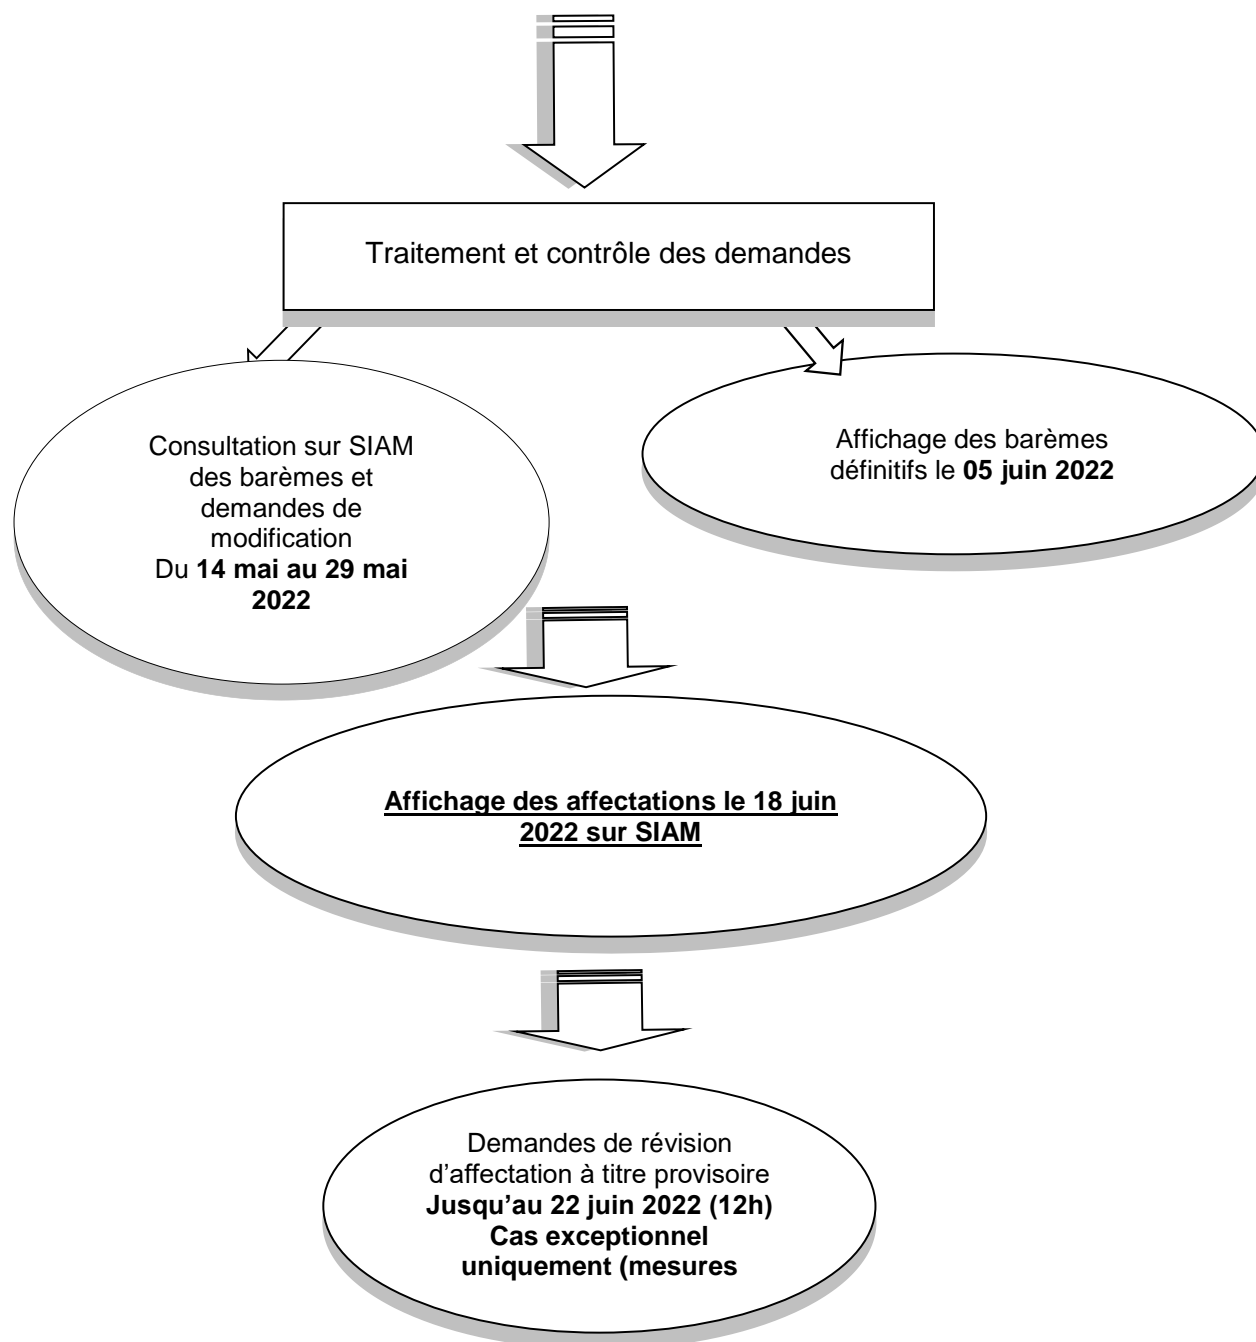 Traitement et contrôle des demandes
Consultation sur SIAM
des barèmes et
demandes de
modification
Du 14 mai au 29 mai
2022
Affichage des barèmes
définitifs le 05 juin 2022
Affichage des affectations le 18 juin
2022 sur SIAM
Demandes de révision
d’affectation à titre provisoire
Jusqu’au 22 juin 2022 (12h)
Cas exceptionnel
uniquement (mesures